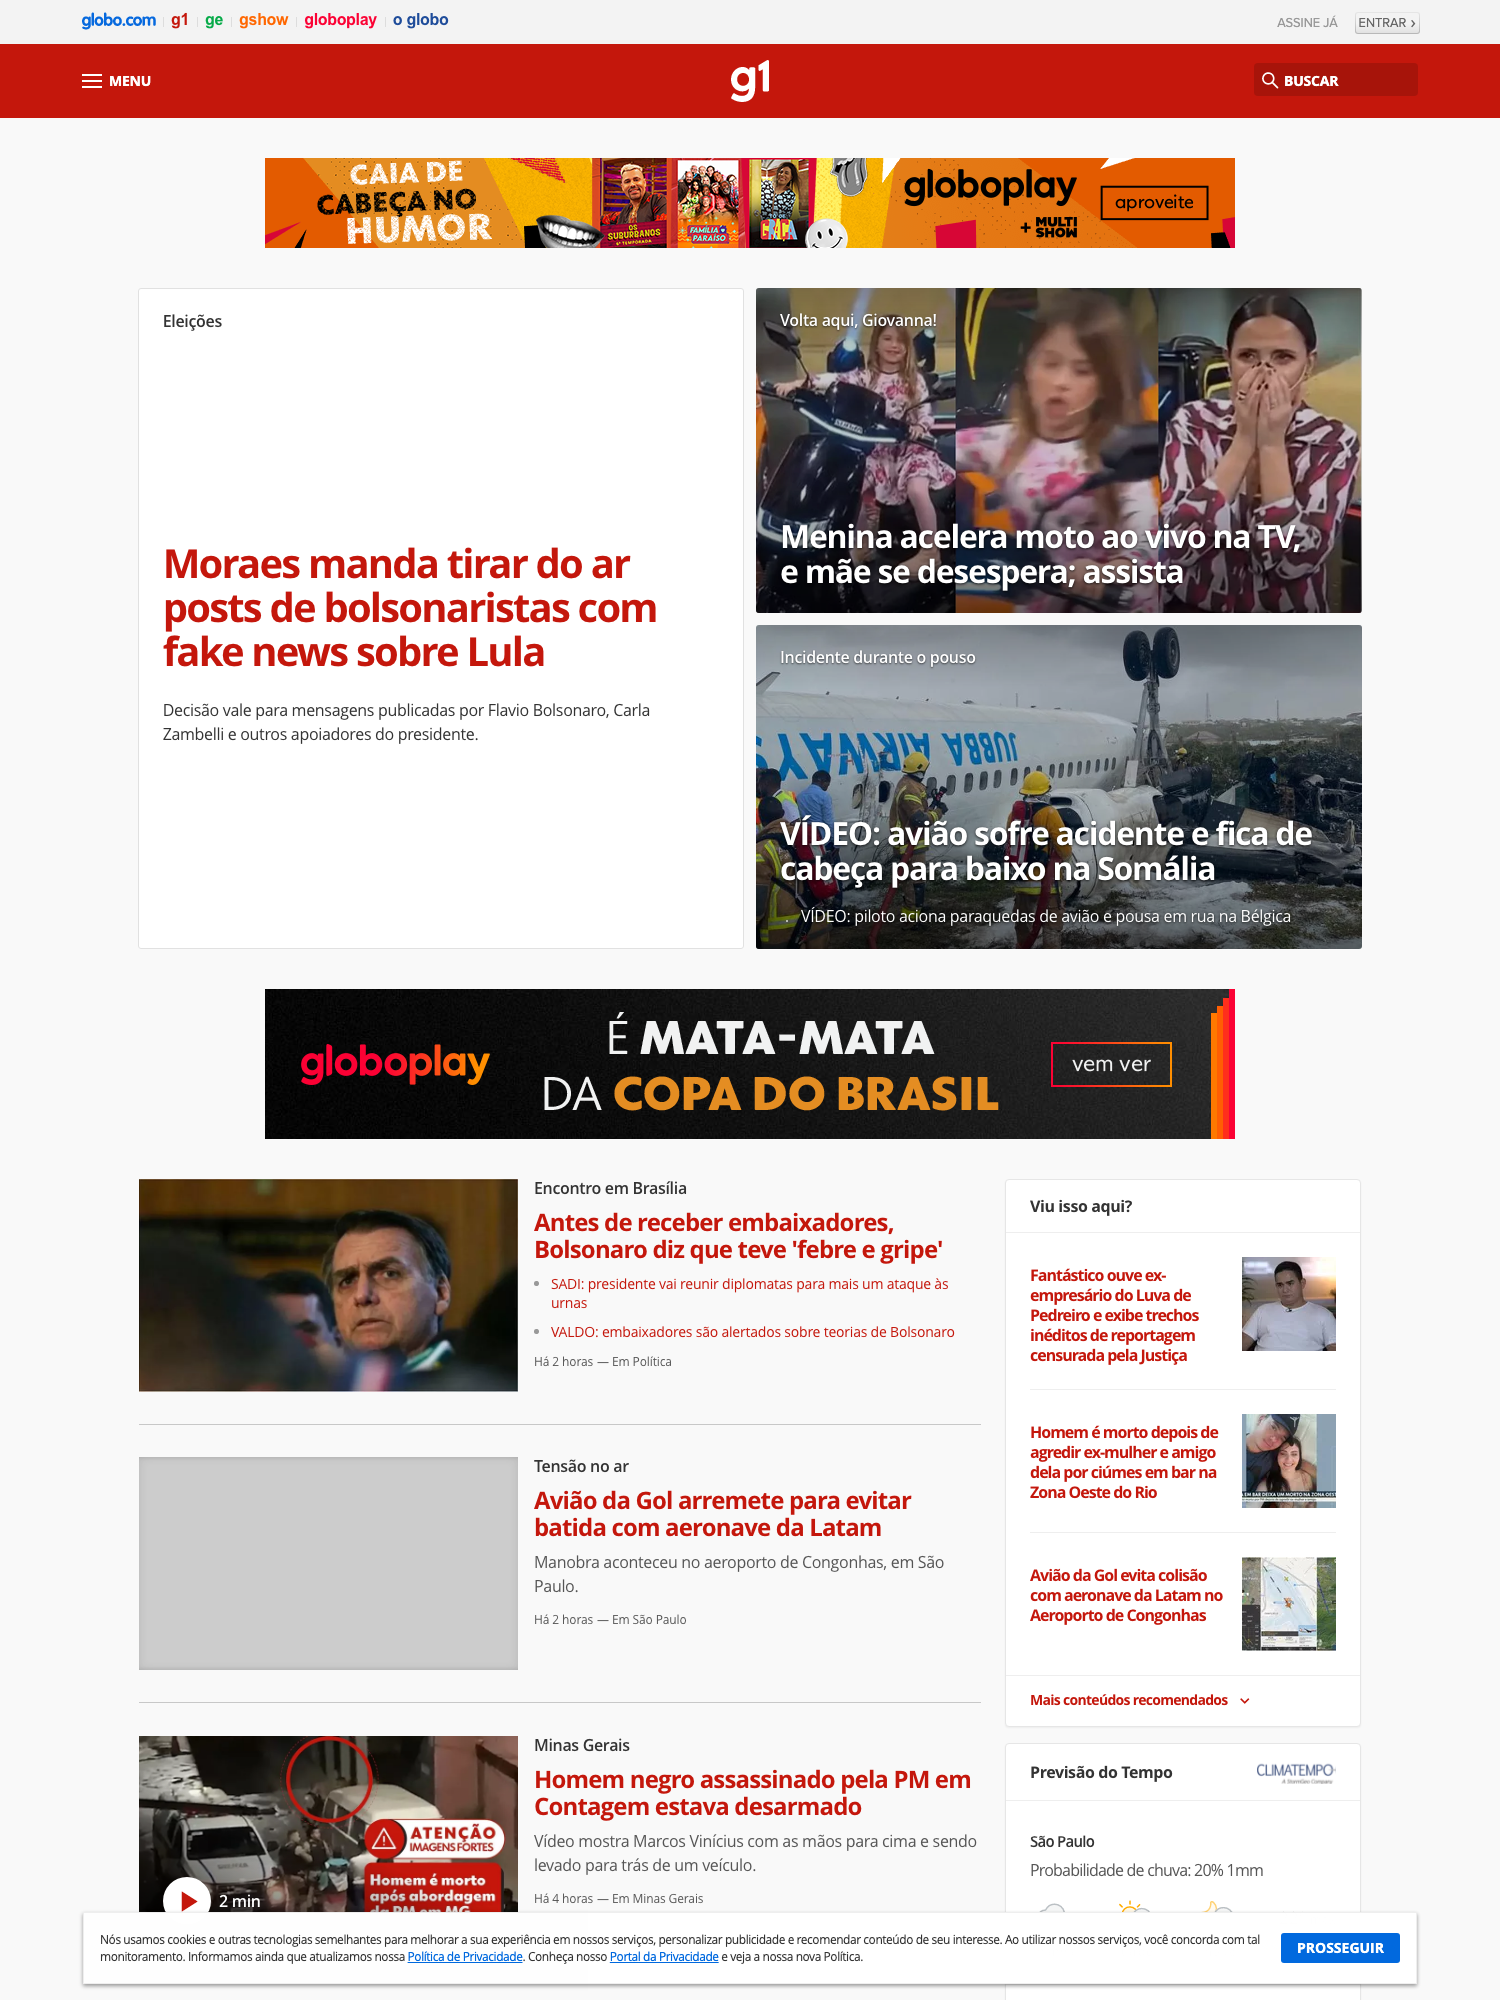 globo.com g1 ge gshow globoplay o globo
ASSINE JÁ ENTRAR ›
MENU
g1
BUSCAR
CAIA DE
CABEÇA NO
HUMOR
OS
SUBURBANOS
FAMÍLIA
PARAÍSO
TÔ DE
GRAÇA
globoplay
+ MULTI
SHOW
aproveite
Eleições
Moraes manda tirar do ar
posts de bolsonaristas com
fake news sobre Lula
Decisão vale para mensagens publicadas por Flavio Bolsonaro, Carla
Zambelli e outros apoiadores do presidente.
Volta aqui, Giovanna!
Menina acelera moto ao vivo na TV,
e mãe se desespera; assista
Incidente durante o pouso
JUBBA AIRWAYS
VÍDEO: avião sofre acidente e fica de
cabeça para baixo na Somália
. VÍDEO: piloto aciona paraquedas de avião e pousa em rua na Bélgica
globoplay
É MATA-MATA
DA COPA DO BRASIL
vem ver
Encontro em Brasília
Antes de receber embaixadores,
Bolsonaro diz que teve 'febre e gripe'
SADI: presidente vai reunir diplomatas para mais um ataque às
urnas
VALDO: embaixadores são alertados sobre teorias de Bolsonaro
Há 2 horas — Em Política
Tensão no ar
Avião da Gol arremete para evitar
batida com aeronave da Latam
Manobra aconteceu no aeroporto de Congonhas, em São
Paulo.
Há 2 horas — Em São Paulo
ATENÇÃO
IMAGENS FORTES
Homem é morto
após abordagem
da PM em MG
2 min
Minas Gerais
Homem negro assassinado pela PM em
Contagem estava desarmado
Vídeo mostra Marcos Vinícius com as mãos para cima e sendo
levado para trás de um veículo.
Há 4 horas — Em Minas Gerais
Viu isso aqui?
Fantástico ouve ex-
empresário do Luva de
Pedreiro e exibe trechos
inéditos de reportagem
censurada pela Justiça
Homem é morto depois de
agredir ex-mulher e amigo
dela por ciúmes em bar na
Zona Oeste do Rio
Avião da Gol evita colisão
com aeronave da Latam no
Aeroporto de Congonhas
Mais conteúdos recomendados
Previsão do Tempo
CLIMATEMPO
São Paulo
Probabilidade de chuva: 20% 1mm
Nós usamos cookies e outras tecnologias semelhantes para melhorar a sua experiência em nossos serviços, personalizar publicidade e recomendar conteúdo de seu interesse. Ao utilizar nossos serviços, você concorda com tal
monitoramento. Informamos ainda que atualizamos nossa Política de Privacidade. Conheça nosso Portal da Privacidade e veja a nossa nova Política.
PROSSEGUIR